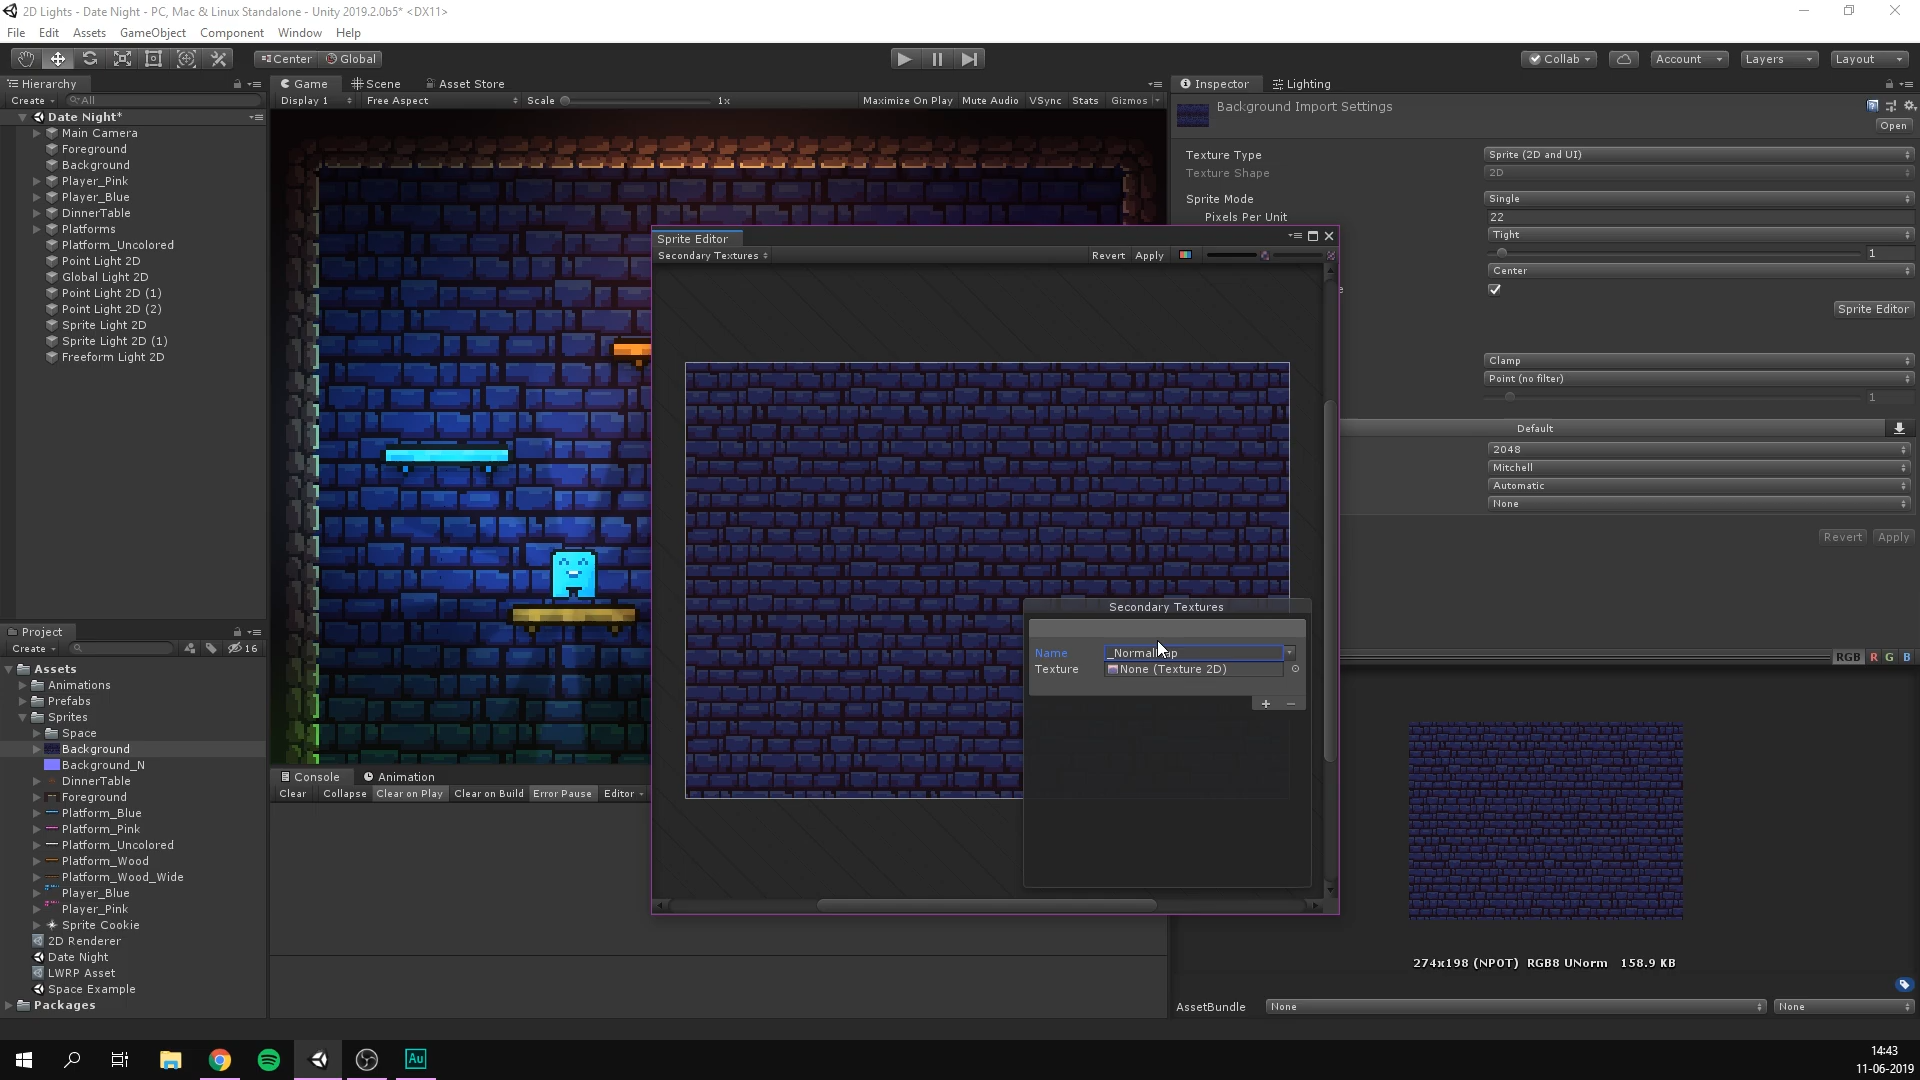 2D Lights - Date Night - PC, Mac & Linux Standalone - Unity 2019.2.0b5* <DX11>
File Edit Assets GameObject Component Window Help
Center Global
Collab Account Layers Layout
Hierarchy
Create All
Date Night*
Main Camera
Foreground
Background
Player_Pink
Player_Blue
DinnerTable
Platforms
Platform_Uncolored
Point Light 2D
Global Light 2D
Point Light 2D (1)
Point Light 2D (2)
Sprite Light 2D
Sprite Light 2D (1)
Freeform Light 2D
Game Scene Asset Store
Display 1 Free Aspect Scale 1x Maximize On Play Mute Audio VSync Stats Gizmos
Sprite Editor
Secondary Textures Revert Apply
Secondary Textures
Name
Texture None (Texture 2D)
+ −
Inspector Lighting
Background Import Settings
Open
Texture Type Sprite (2D and UI)
Texture Shape 2D
Sprite Mode Single
Pixels Per Unit 22
Tight
1
Center
Sprite Editor
Clamp
Point (no filter)
1
Default
2048
Mitchell
Automatic
None
Revert Apply
RGB R G B
274x198 (NPOT) RGB8 UNorm 158.9 KB
AssetBundle None None
Project
Create 16
Assets
Animations
Prefabs
Sprites
Space
Background
Background_N
DinnerTable
Foreground
Platform_Blue
Platform_Pink
Platform_Uncolored
Platform_Wood
Platform_Wood_Wide
Player_Blue
Player_Pink
Sprite Cookie
2D Renderer
Date Night
LWRP Asset
Space Example
Packages
Console Animation
Clear Collapse Clear on Play Clear on Build Error Pause Editor
Au
14:43
11-06-2019